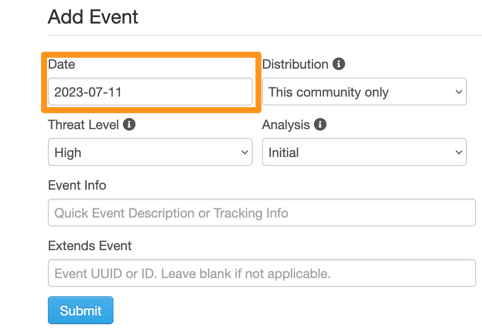 Add Event
Date
Distribution
2023-07-11
This community only
Threat Level
Analysis
High
Initial
Event Info
Quick Event Description or Tracking Info
Extends Event
Event UUID or ID. Leave blank if not applicable.
Submit